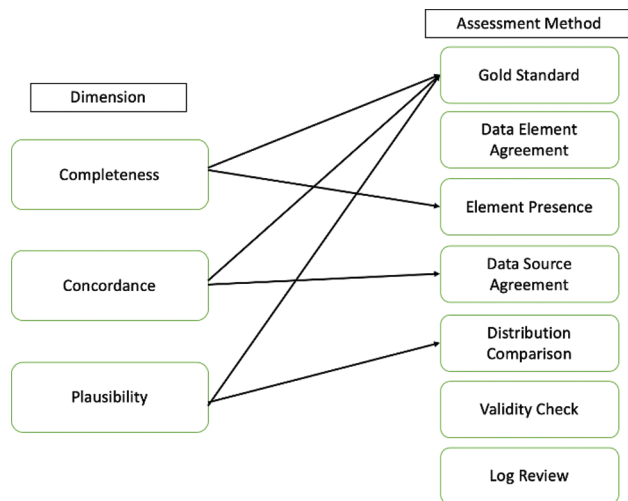 Dimension
Completeness
Concordance
Plausibility
Assessment Method
Gold Standard
Data Element
Agreement
Element Presence
Data Source
Agreement
Distribution
Comparison
Validity Check
Log Review